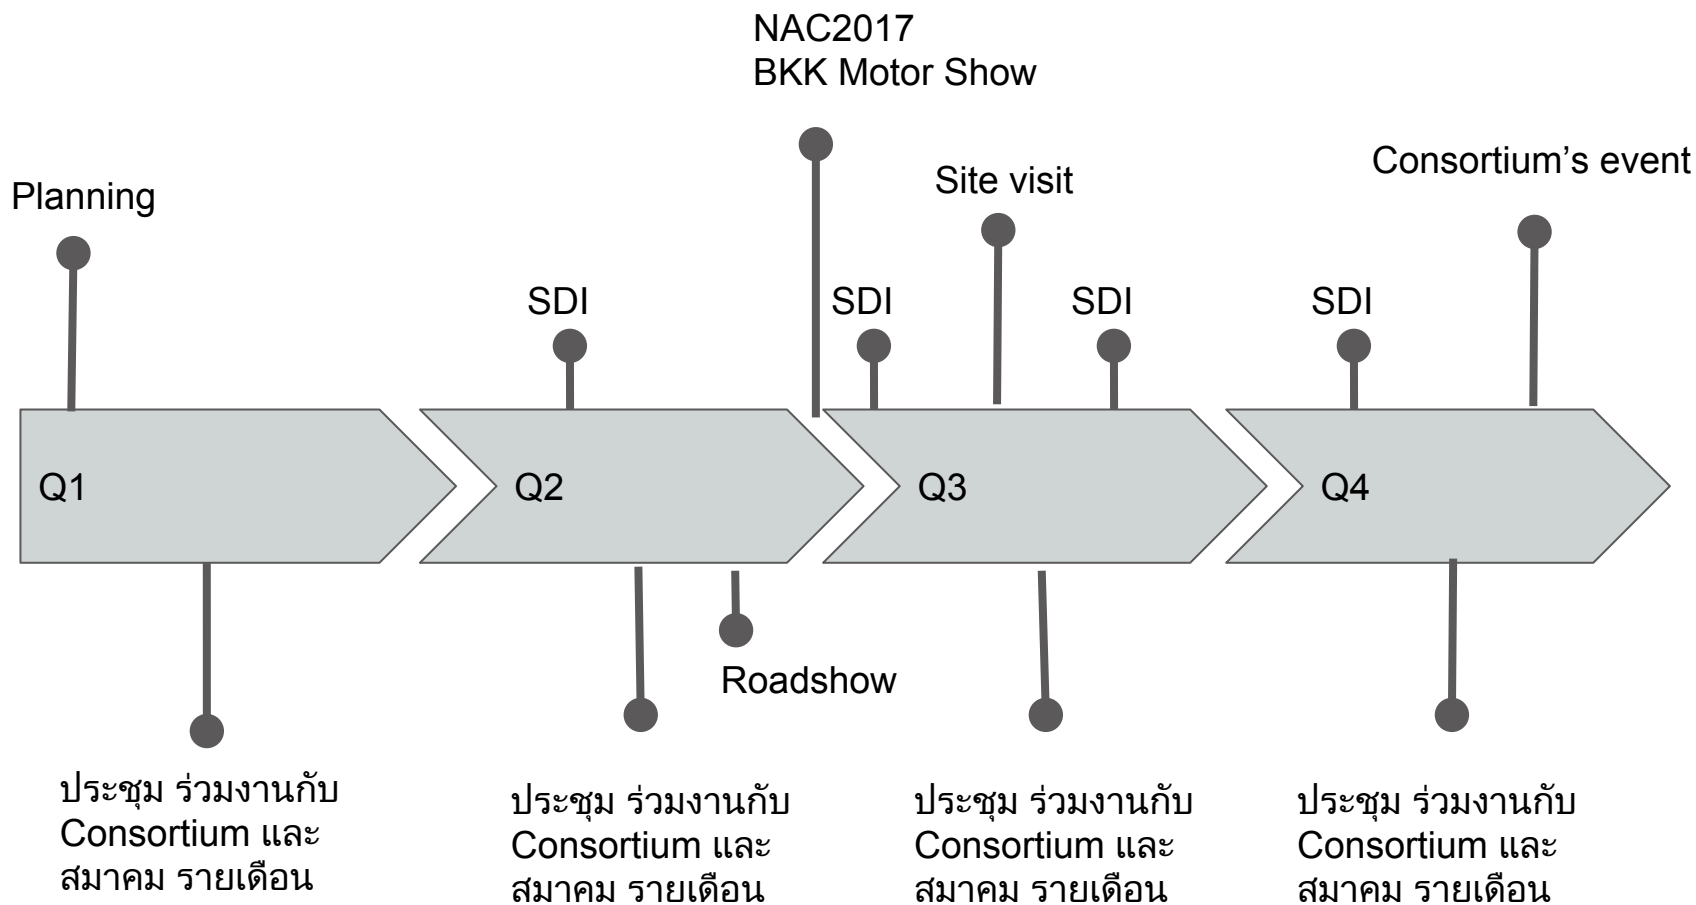 NAC2017
BKK Motor Show
Consortium's event
Site visit
Planning
SDI
SDI
SDI
SDI
Q1
Q2
Q3
Q4
Roadshow
ประชุม ร่วมงานกับ
Consortium และ
สมาคม รายเดือน
ประชุม ร่วมงานกับ
Consortium และ
สมาคม รายเดือน
ประชุม ร่วมงานกับ
Consortium และ
สมาคม รายเดือน
ประชุม ร่วมงานกับ
Consortium และ
สมาคม รายเดือน